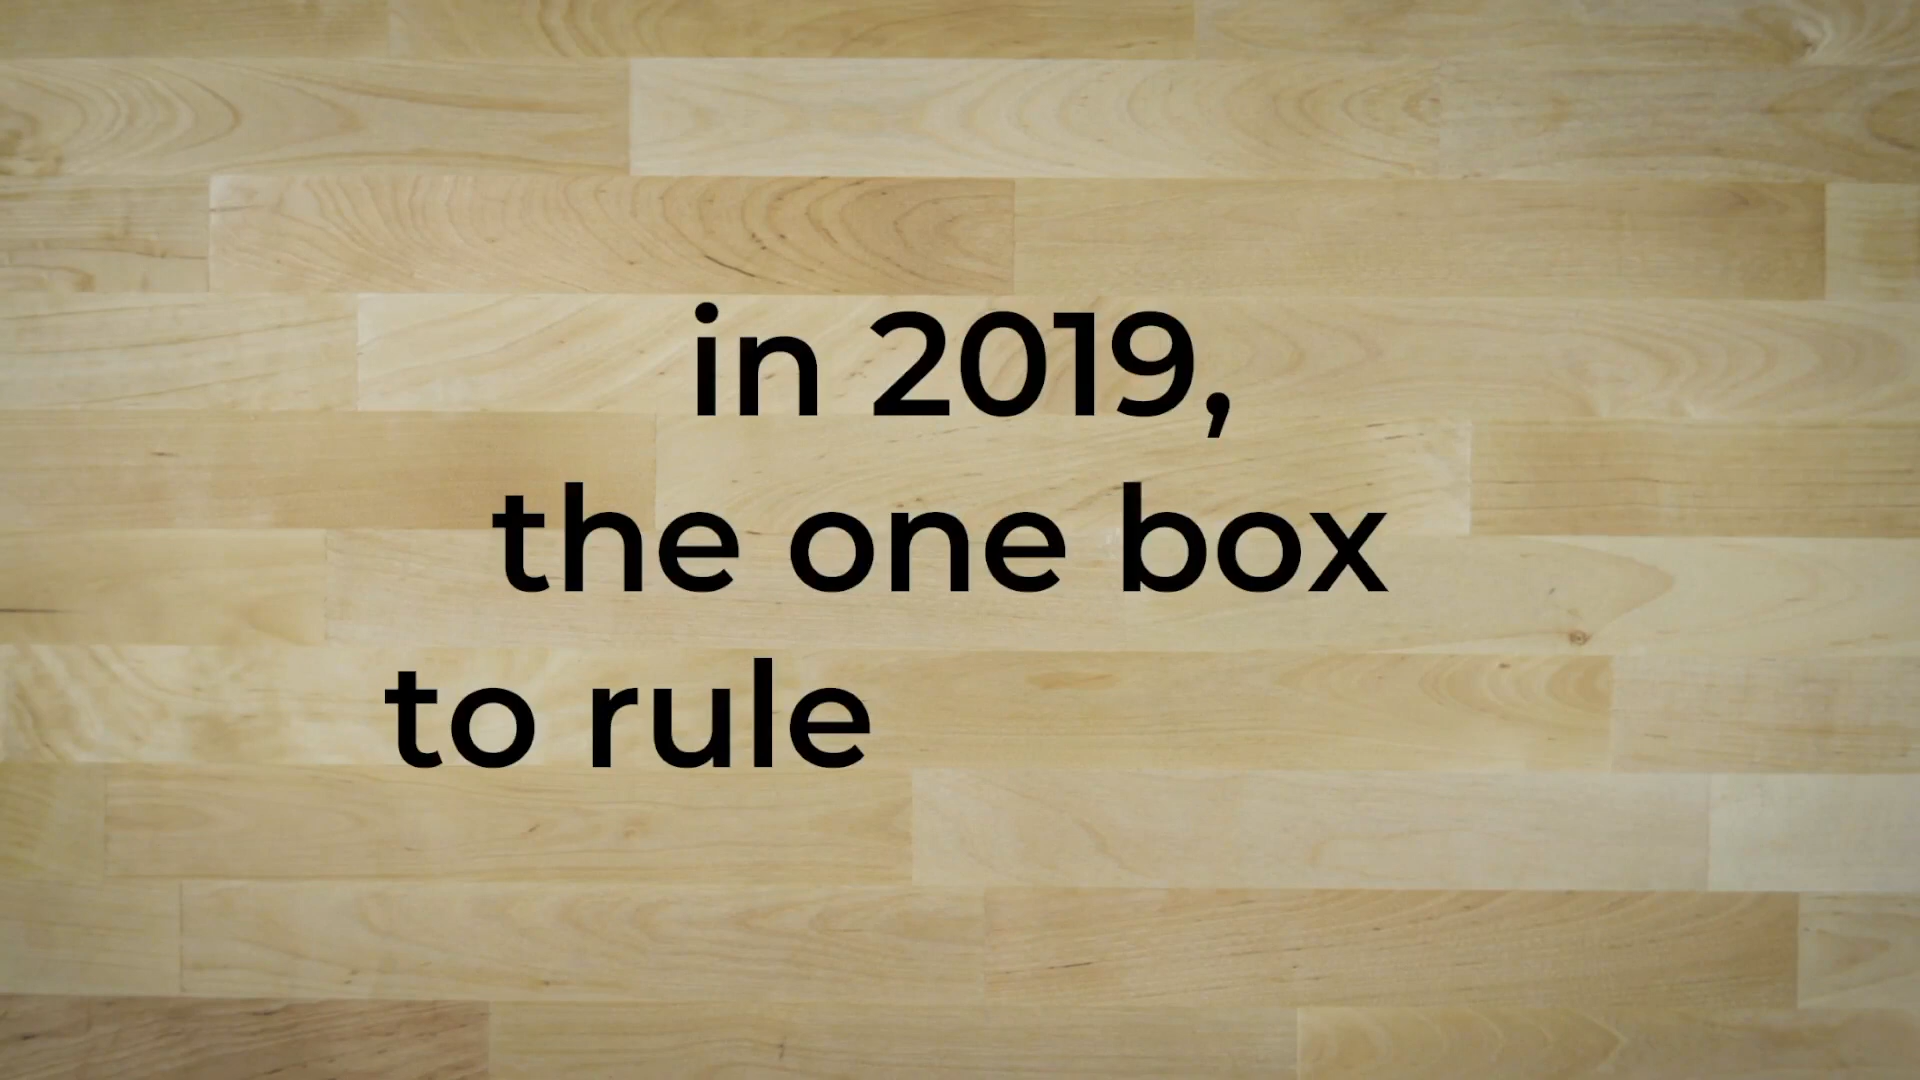 in 2019,
the one box
to rule